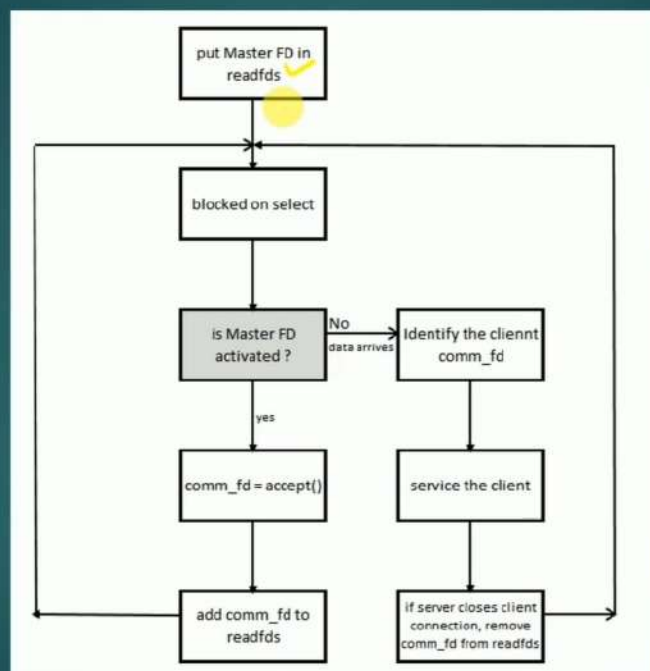 put Master FD in
readfds
blocked on select
is Master FD
activated ?
No
data arrives
Identify the cliennt
comm_fd
yes
comm_fd = accept()
service the client
add comm_fd to
readfds
if server closes client
connection, remove
comm_fd from readfds